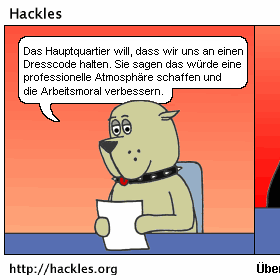 Hackles
Das Hauptquartier will, dass wir uns an einen
Dresscode halten. Sie sagen das würde eine
professionelle Atmosphäre schaffen und
die Arbeitsmoral verbessern.
http://hackles.org